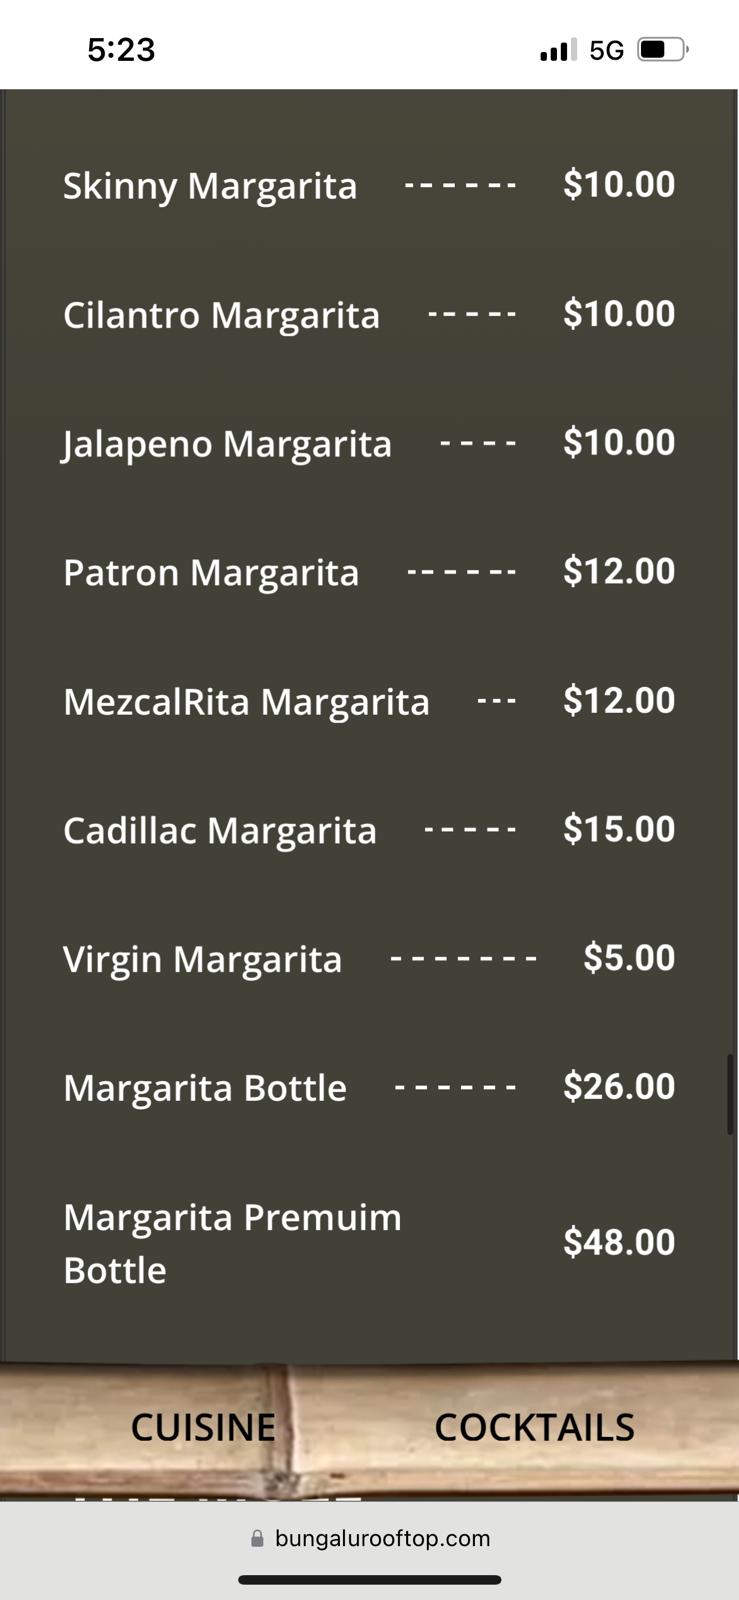 5:23 5G
Skinny Margarita ------ $10.00
Cilantro Margarita ----- $10.00
Jalapeno Margarita ---- $10.00
Patron Margarita ------ $12.00
MezcalRita Margarita --- $12.00
Cadillac Margarita ----- $15.00
Virgin Margarita ------- $5.00
Margarita Bottle ------ $26.00
Margarita Premuim
Bottle $48.00
CUISINE COCKTAILS
bungalurooftop.com